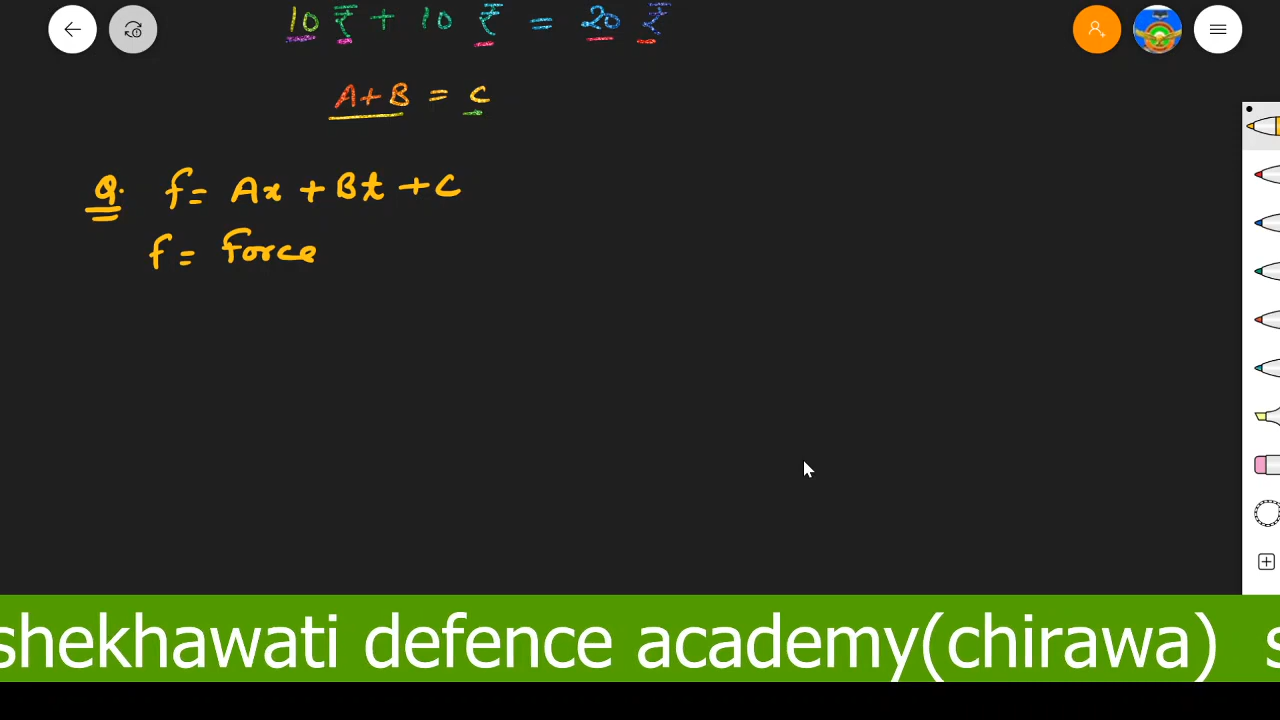 10 ₹ + 10 ₹ = 20 ₹
A+B = C
Q. f= Ax + Bt + C
f= force
shekhawati defence academy(chirawa) s